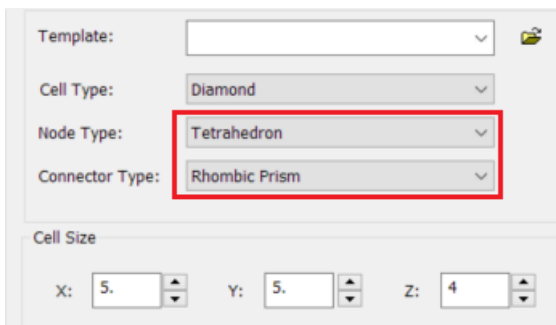 Template:
Cell Type: Diamond
Node Type: Tetrahedron
Connector Type: Rhombic Prism
Cell Size
X: 5. Y: 5. Z: 4